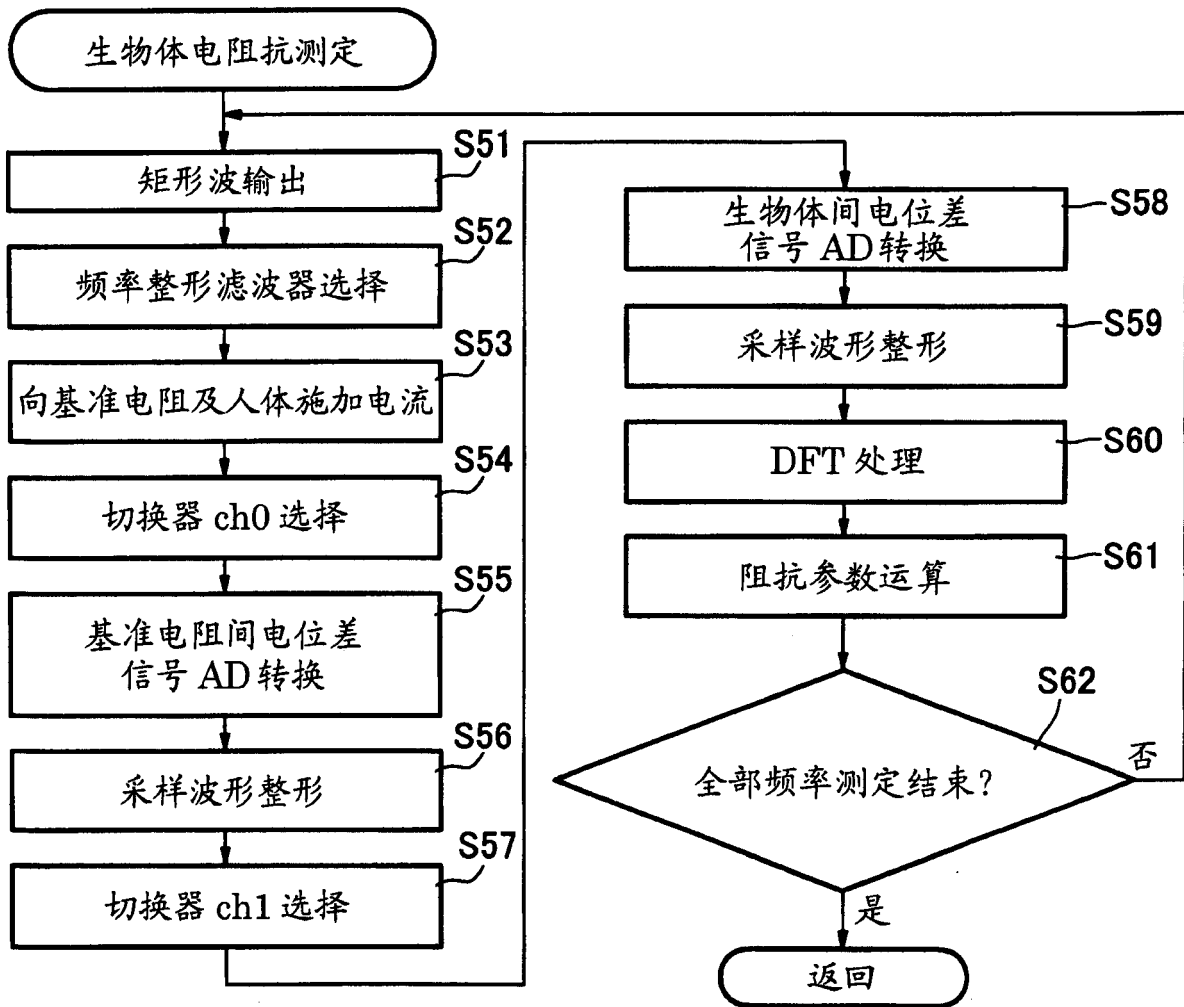 生物体电阻抗测定
S51
矩形波输出
S52
频率整形滤波器选择
S53
向基准电阻及人体施加电流
S54
切换器 ch0 选择
S55
基准电阻间电位差
信号 AD 转换
S56
采样波形整形
S57
切换器 ch1 选择
S58
生物体间电位差
信号 AD 转换
S59
采样波形整形
S60
DFT 处理
S61
阻抗参数运算
S62
全部频率测定结束?
否
是
返回